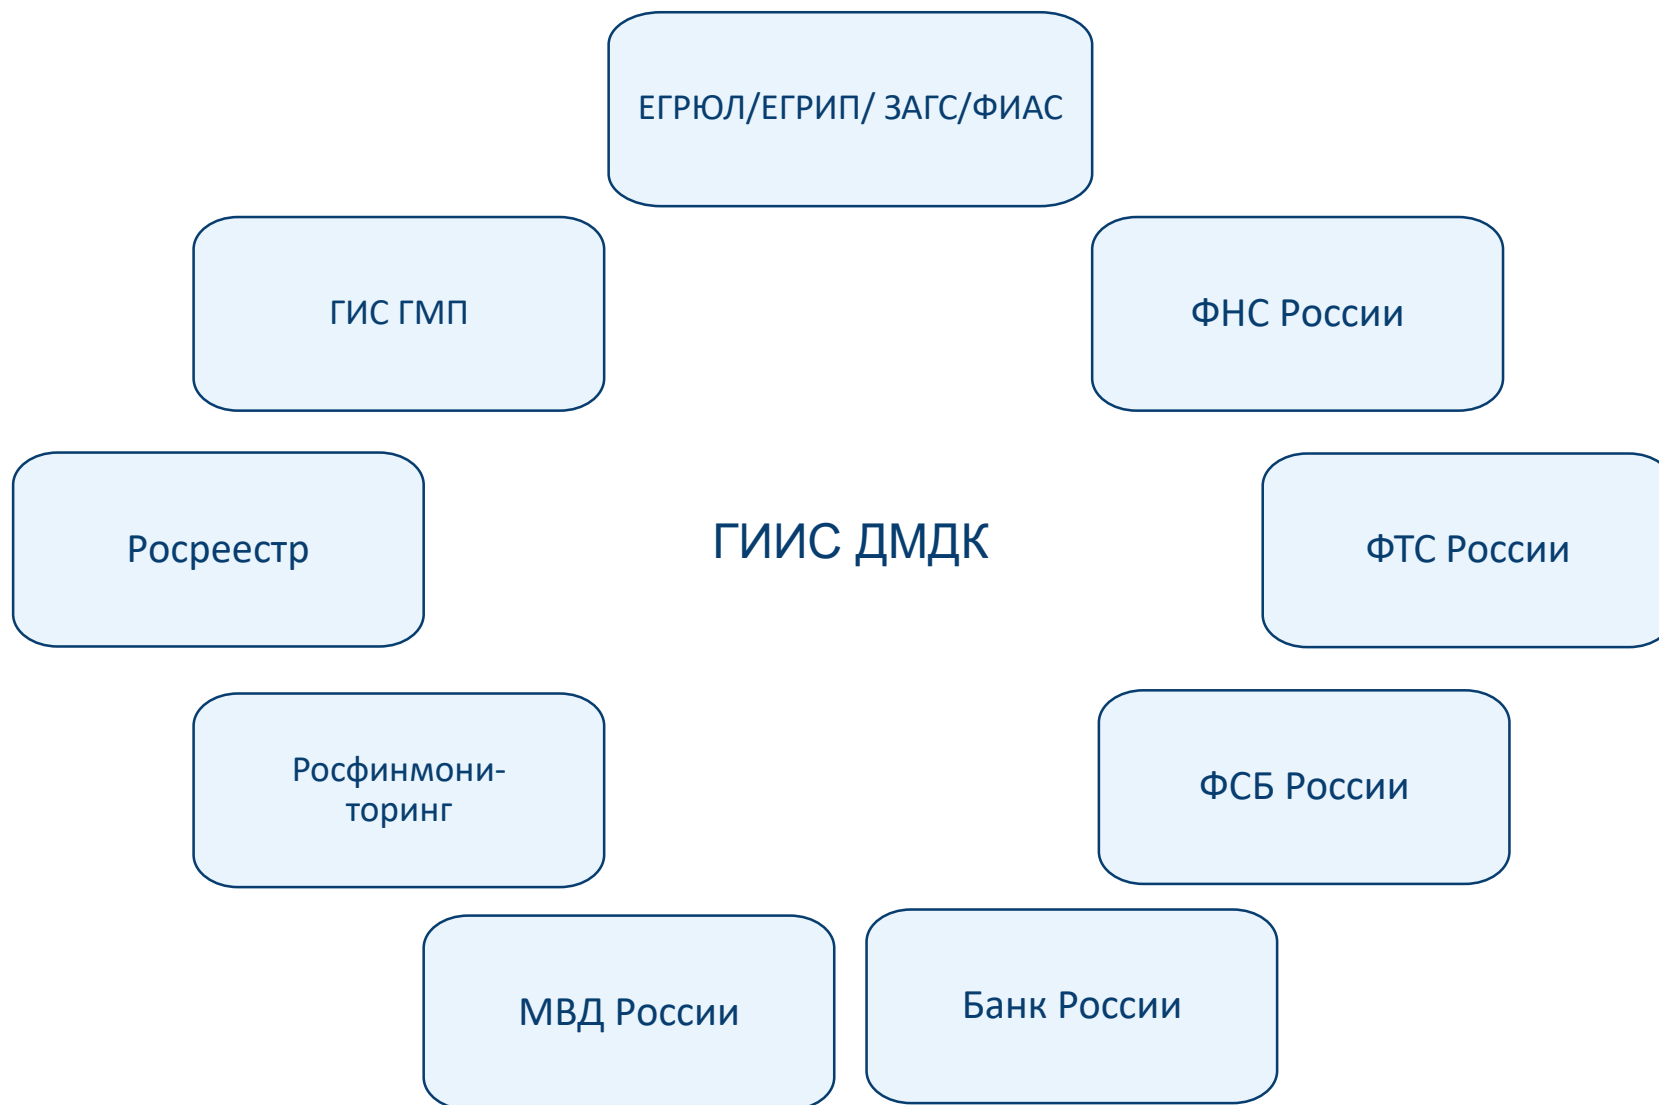 ЕГРЮЛ/ЕГРИП/ ЗАГС/ФИАС
ГИС ГМП
ФНС России
Росреестр
ГИИС ДМДК
ФТС России
Росфинмони-
торинг
ФСБ России
МВД России
Банк России